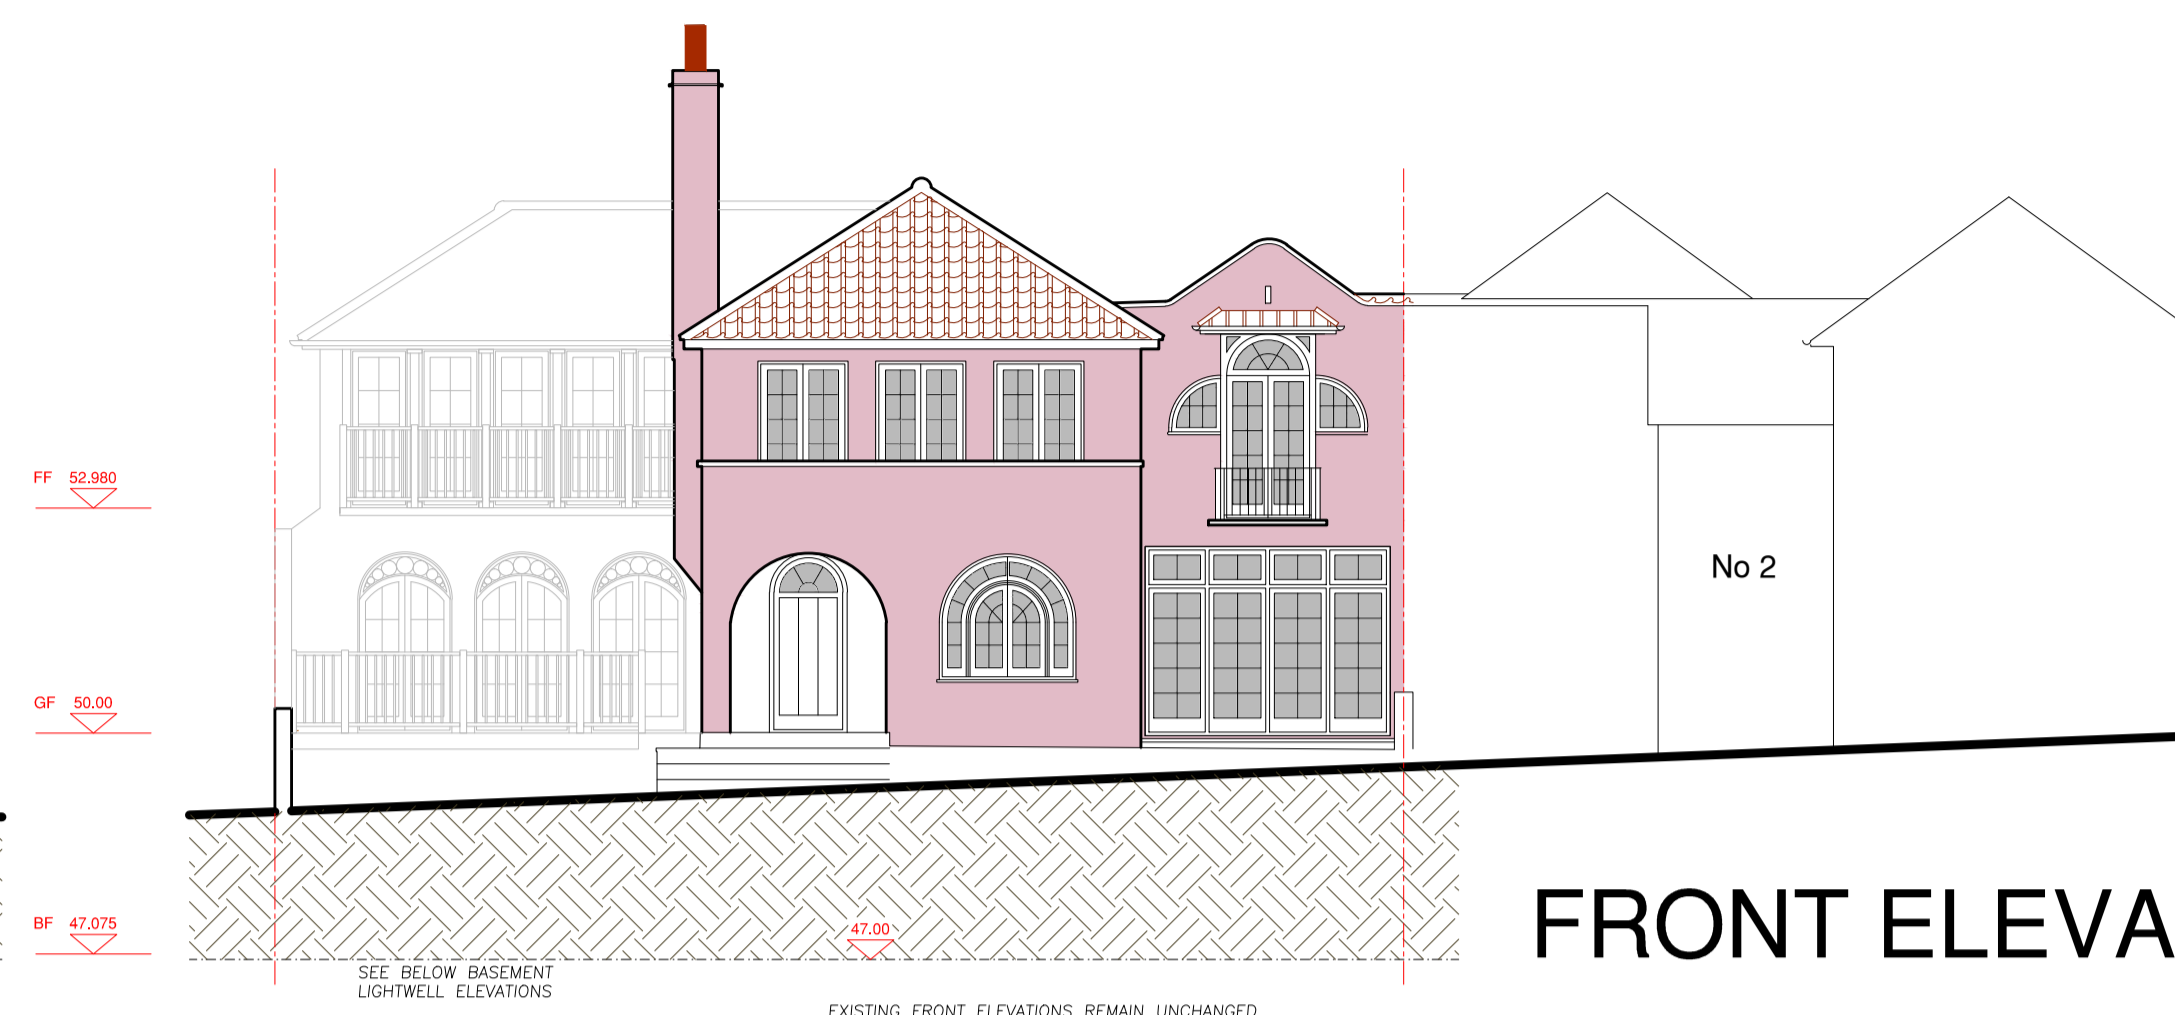 FF 52.980
No 2
GF 50.00
FRONT ELEVA
BF 47.075
47.00
SEE BELOW BASEMENT
LIGHTWELL ELEVATIONS
EXISTING FRONT ELEVATIONS REMAIN UNCHANGED